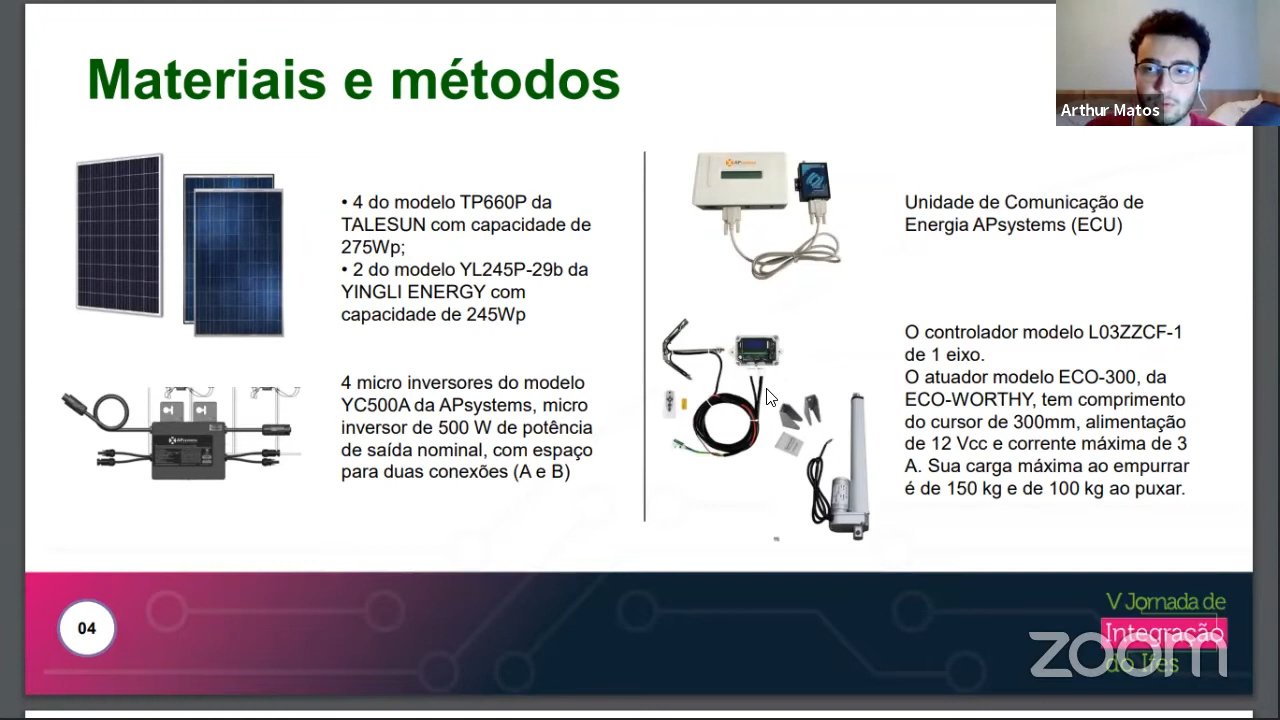 Materiais e métodos
Arthur Matos
• 4 do modelo TP660P da
TALESUN com capacidade de
275Wp;
• 2 do modelo YL245P-29b da
YINGLI ENERGY com
capacidade de 245Wp
4 micro inversores do modelo
YC500A da APsystems, micro
inversor de 500 W de potência
de saída nominal, com espaço
para duas conexões (A e B)
Unidade de Comunicação de
Energia APsystems (ECU)
O controlador modelo L03ZZCF-1
de 1 eixo.
O atuador modelo ECO-300, da
ECO-WORTHY, tem comprimento
do cursor de 300mm, alimentação
de 12 Vcc e corrente máxima de 3
A. Sua carga máxima ao empurrar
é de 150 kg e de 100 kg ao puxar.
04
V Jornada de
Integração
do Ifes
zoom